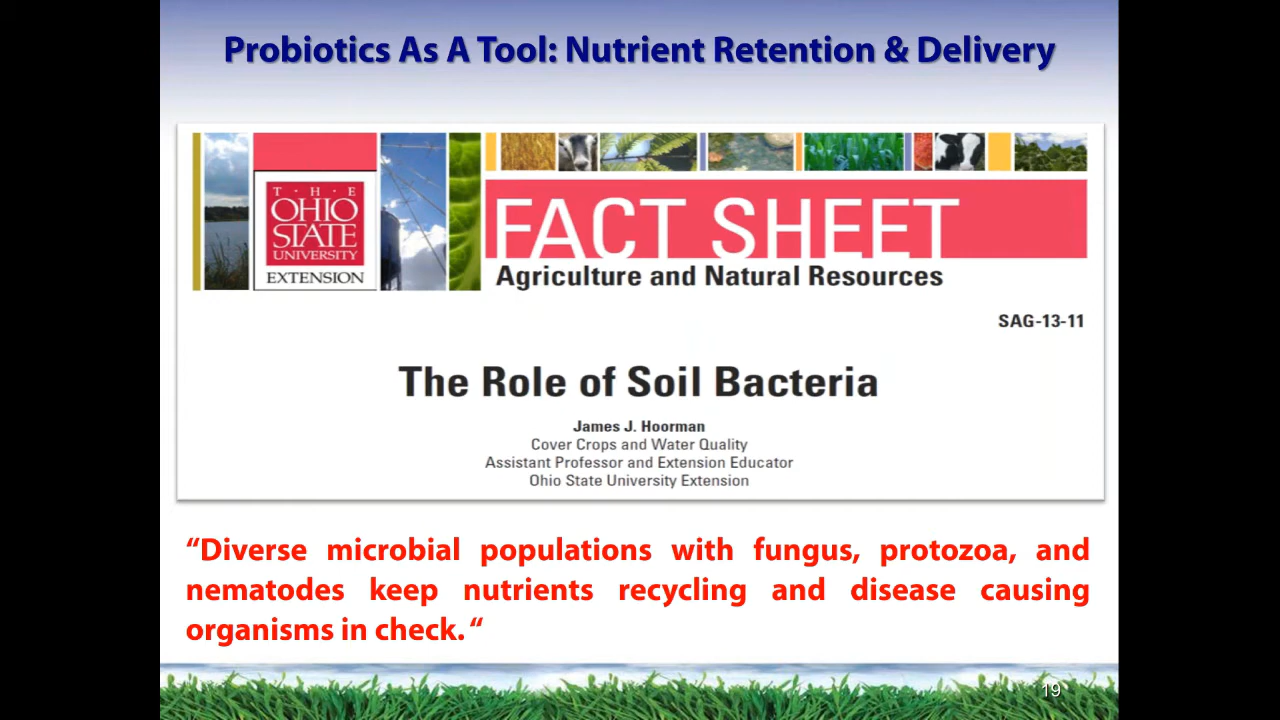 Probiotics As A Tool: Nutrient Retention & Delivery
T·H·E
OHIO
STATE
UNIVERSITY
EXTENSION
FACT SHEET
Agriculture and Natural Resources
SAG-13-11
The Role of Soil Bacteria
James J. Hoorman
Cover Crops and Water Quality
Assistant Professor and Extension Educator
Ohio State University Extension
“Diverse microbial populations with fungus, protozoa, and
nematodes keep nutrients recycling and disease causing
organisms in check. “
19